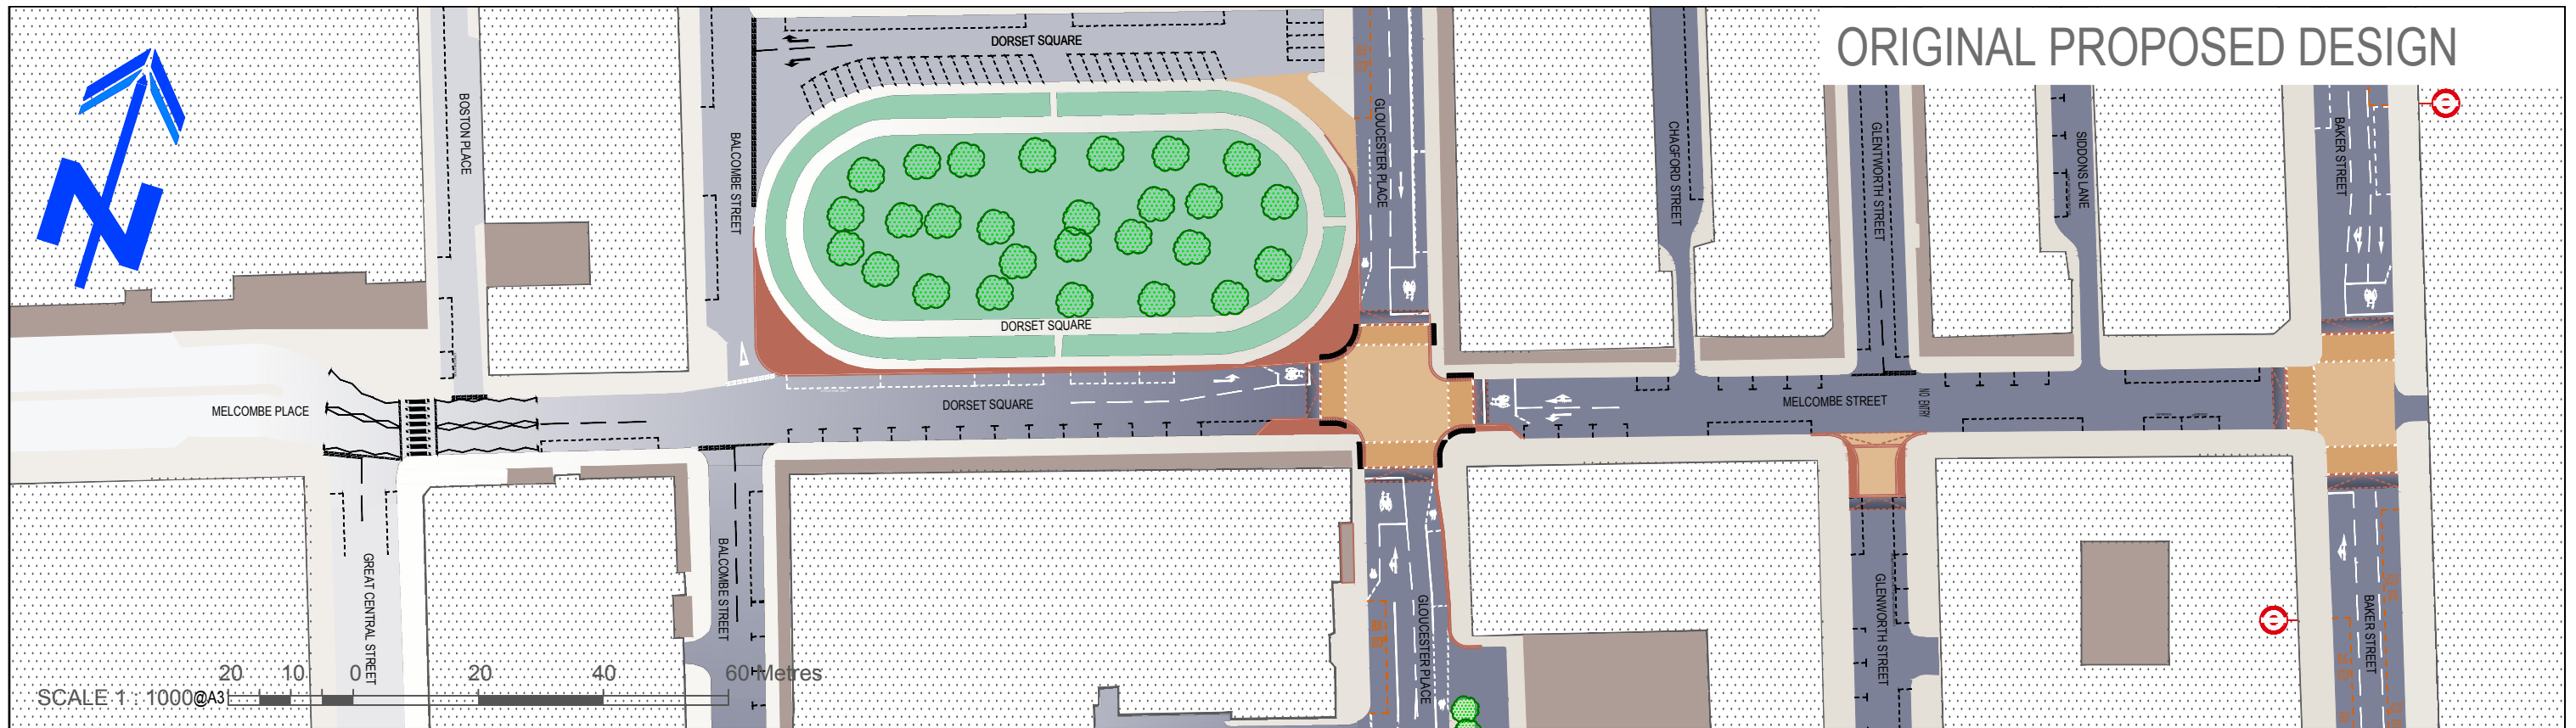 ORIGINAL PROPOSED DESIGN
DORSET SQUARE
BOSTON PLACE
BALCOMBE STREET
GLOUCESTER PLACE
CHAGFORD STREET
GLENTWORTH STREET
SIDDONS LANE
BAKER STREET
N
DORSET SQUARE
MELCOMBE PLACE
DORSET SQUARE
MELCOMBE STREET
NO ENTRY
GREAT CENTRAL STREET
BALCOMBE STREET
GLOUCESTER PLACE
GLENWORTH STREET
BAKER STREET
20 10 0 20 40 60 Metres
SCALE 1 : 1000@A3